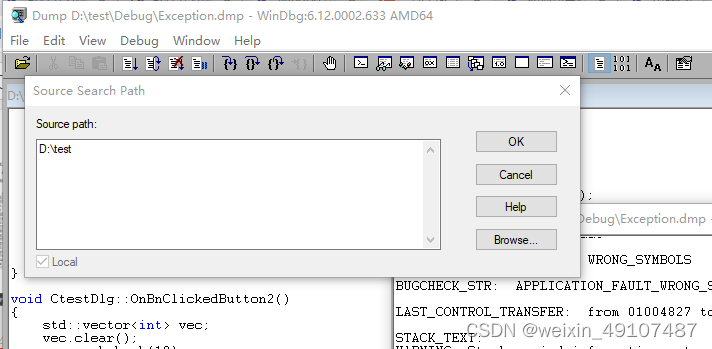 Dump D:\test\Debug\Exception.dmp - WinDbg:6.12.0002.633 AMD64
File Edit View Debug Window Help
Source Search Path
Source path:
D:\test
OK
Cancel
Help
Browse...
Local
);
Debug\Exception.dmp -
WRONG_SYMBOLS
BUGCHECK_STR: APPLICATION_FAULT_WRONG_S
LAST_CONTROL_TRANSFER: from 01004827 to
STACK_TEXT:
}
void CtestDlg::OnBnClickedButton2()
{
std::vector<int> vec;
vec.clear();
CSDN @weixin_49107487